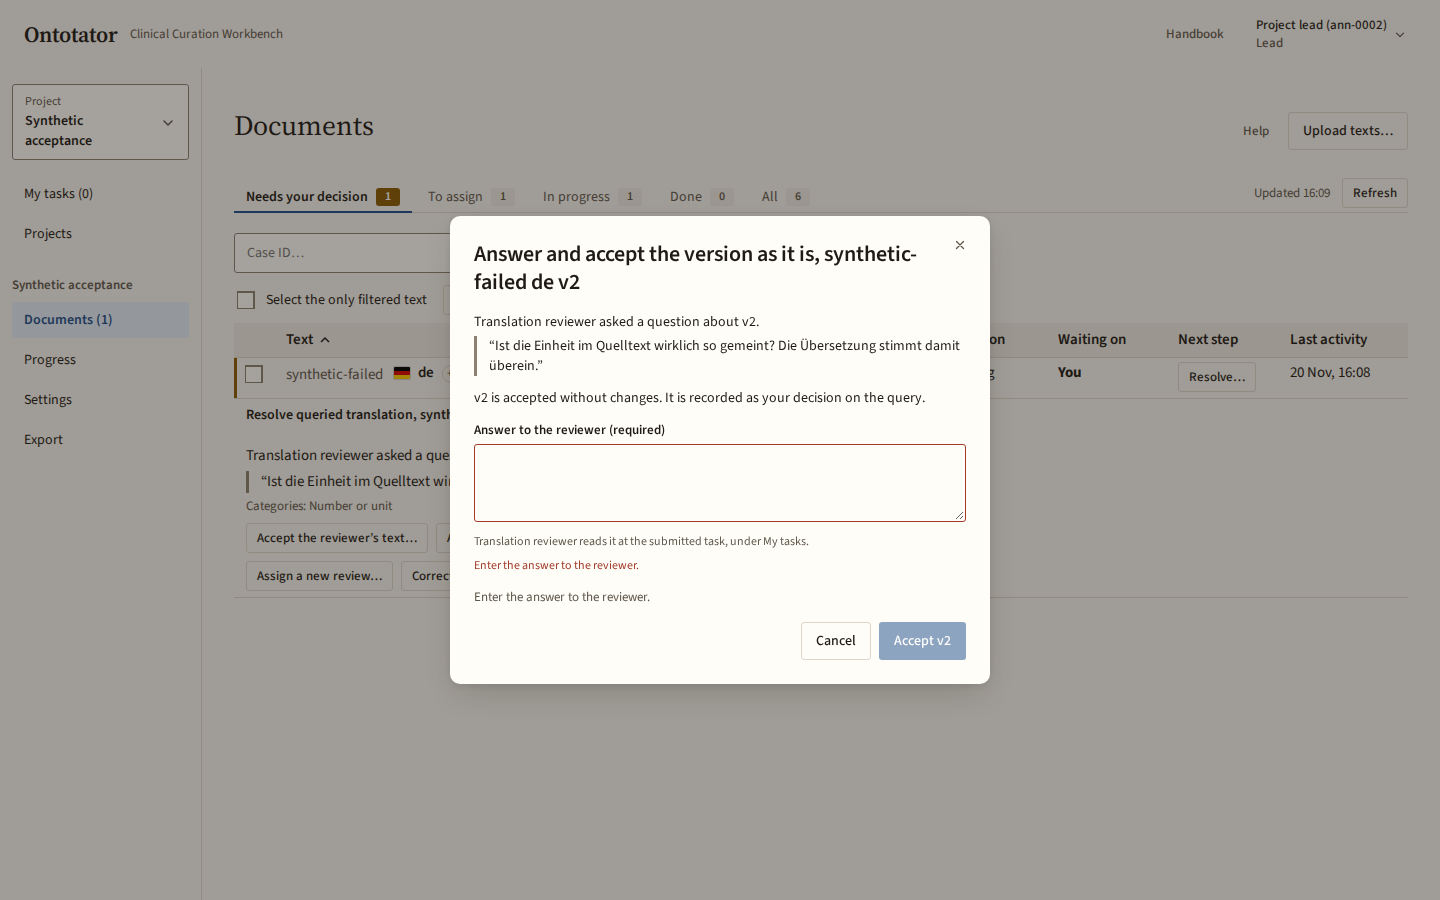 Ontotator
Clinical Curation Workbench
Handbook
Project lead (ann-0002)
Lead
Project
Synthetic
acceptance
My tasks (0)
Projects
Synthetic acceptance
Documents (1)
Progress
Settings
Export
Documents
Help
Upload texts…
Needs your decision 1
To assign 1
In progress 1
Done 0
All 6
Updated 16:09
Refresh
Case ID…
Select the only filtered text
Text
Waiting on
Next step
Last activity
synthetic-failed de
You
Resolve…
20 Nov, 16:08
Resolve queried translation,
Translation reviewer asked a
“Ist die Einheit im Quelltext
Categories: Number or unit
Accept the reviewer’s text…
Assign a new review…
Answer and accept the version as it is, synthetic-
failed de v2
Translation reviewer asked a question about v2.
“Ist die Einheit im Quelltext wirklich so gemeint? Die Übersetzung stimmt damit
überein.”
v2 is accepted without changes. It is recorded as your decision on the query.
Answer to the reviewer (required)
Translation reviewer reads it at the submitted task, under My tasks.
Enter the answer to the reviewer.
Enter the answer to the reviewer.
Cancel
Accept v2